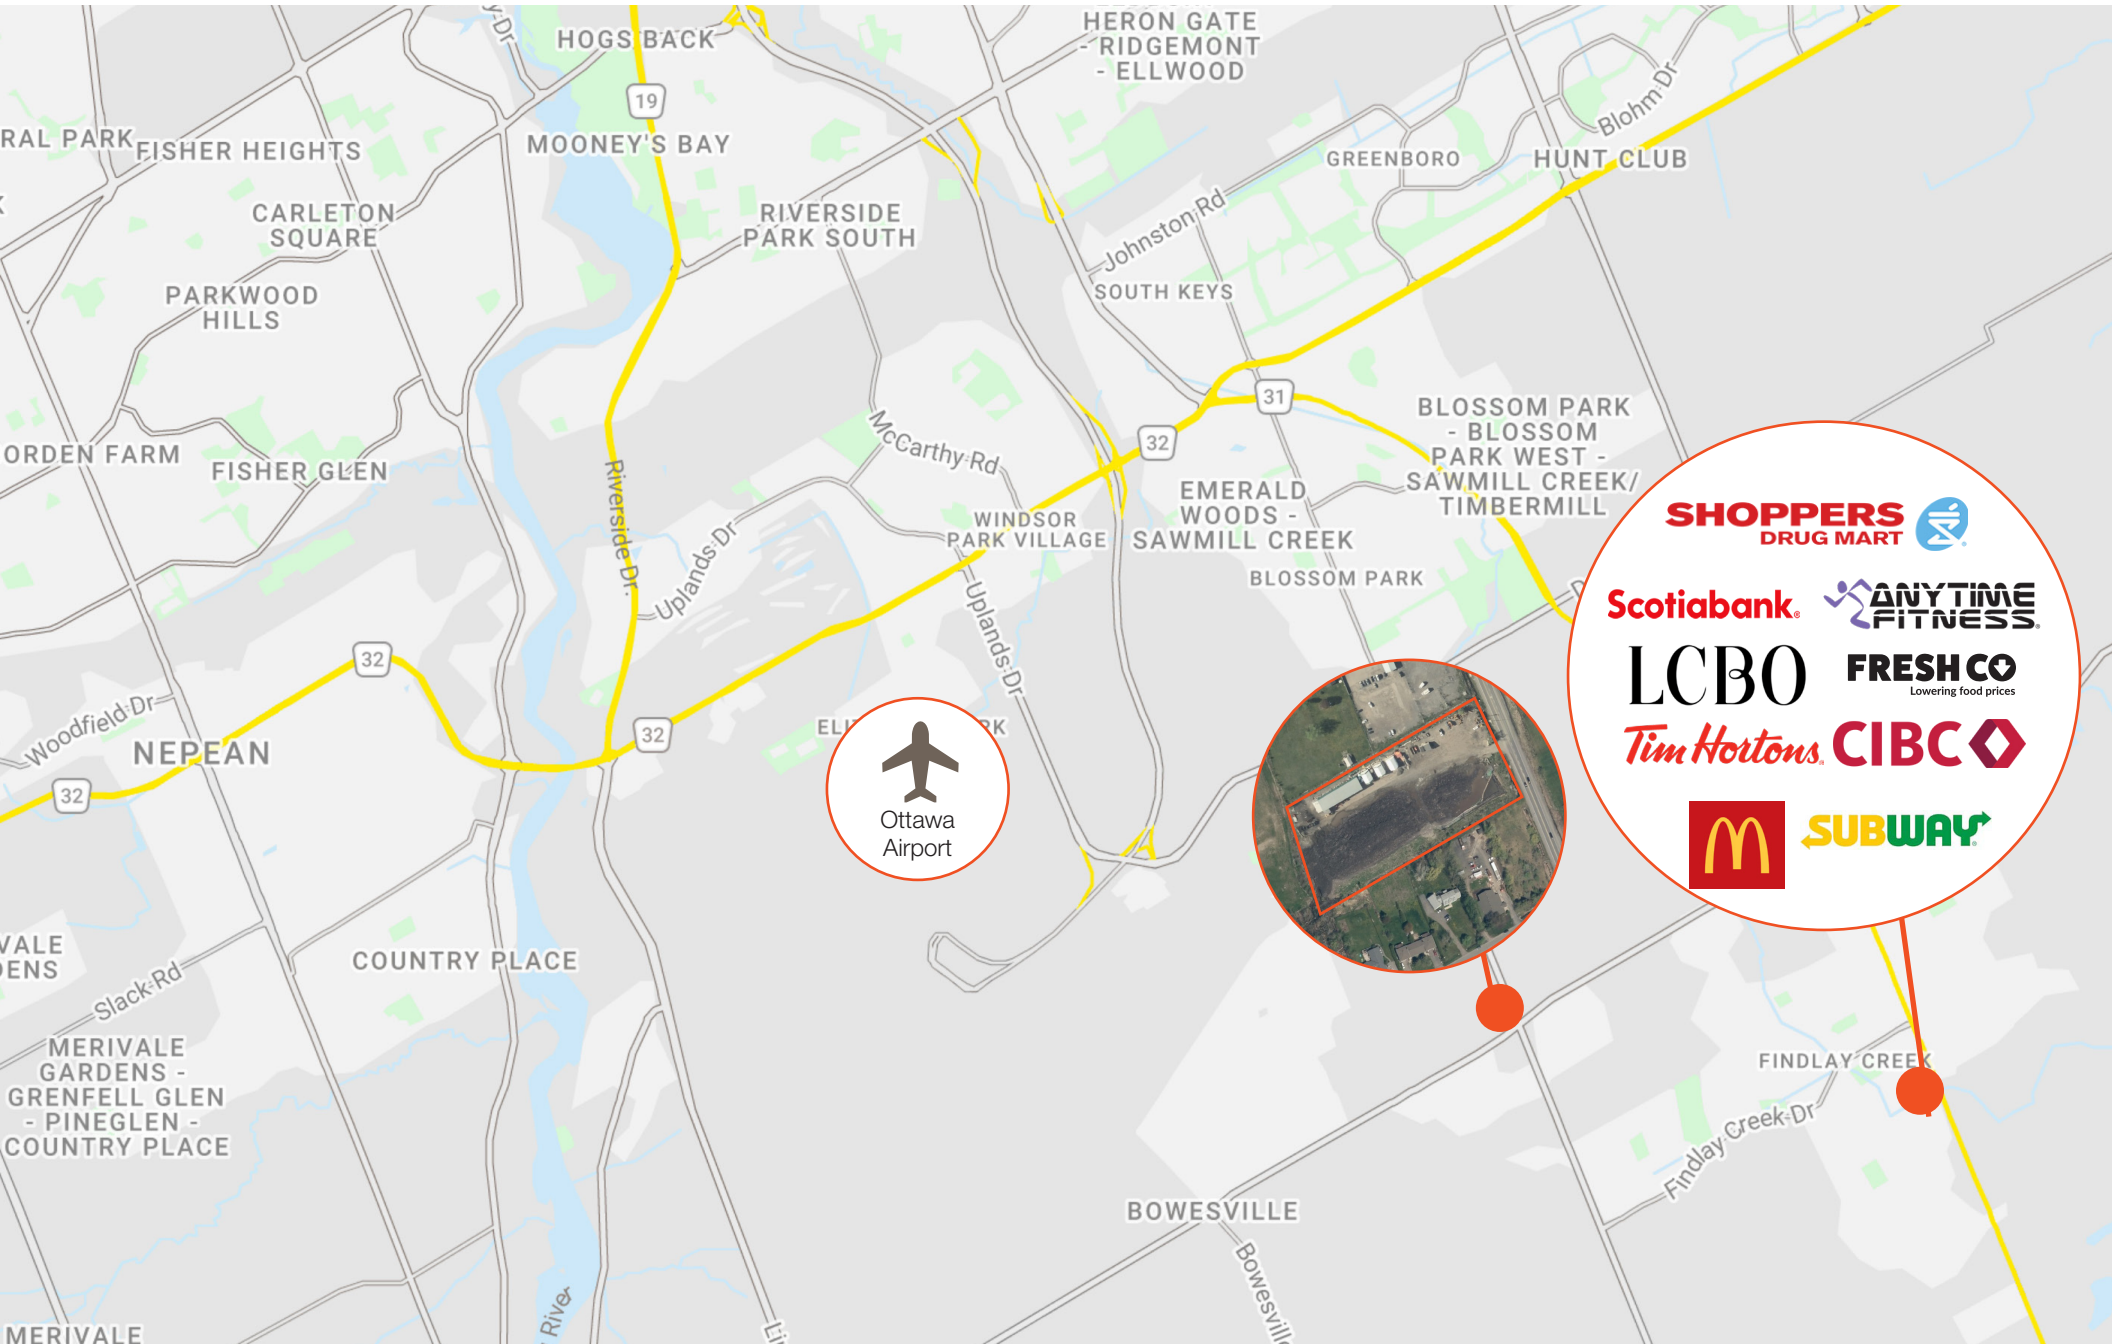 HOGS BACK
HERON GATE
- RIDGEMONT
- ELLWOOD
19
MOONEY'S BAY
RAL PARK
FISHER HEIGHTS
Blohm Dr
GREENBORO
HUNT CLUB
CARLETON
SQUARE
RIVERSIDE
PARK SOUTH
Johnston Rd
SOUTH KEYS
PARKWOOD
HILLS
31
BLOSSOM PARK
- BLOSSOM
PARK WEST -
SAWMILL CREEK/
TIMBERMILL
McCarthy Rd
32
ORDEN FARM
FISHER GLEN
Riverside Dr.
EMERALD
WOODS -
SAWMILL CREEK
WINDSOR
PARK VILLAGE
Uplands Dr
BLOSSOM PARK
Uplands Dr
SHOPPERS
DRUG MART
Scotiabank
ANYTIME
FITNESS
LCBO
FRESHCO
Lowering food prices
Tim Hortons
CIBC
SUBWAY
32
Woodfield Dr
NEPEAN
32
32
Ottawa
Airport
VALE
DENS
Slack Rd
COUNTRY PLACE
MERIVALE
GARDENS -
GRENFELL GLEN
- PINEGLEN -
COUNTRY PLACE
FINDLAY CREEK
Findlay Creek Dr
BOWESVILLE
Bowesvill
River
MERIVALE